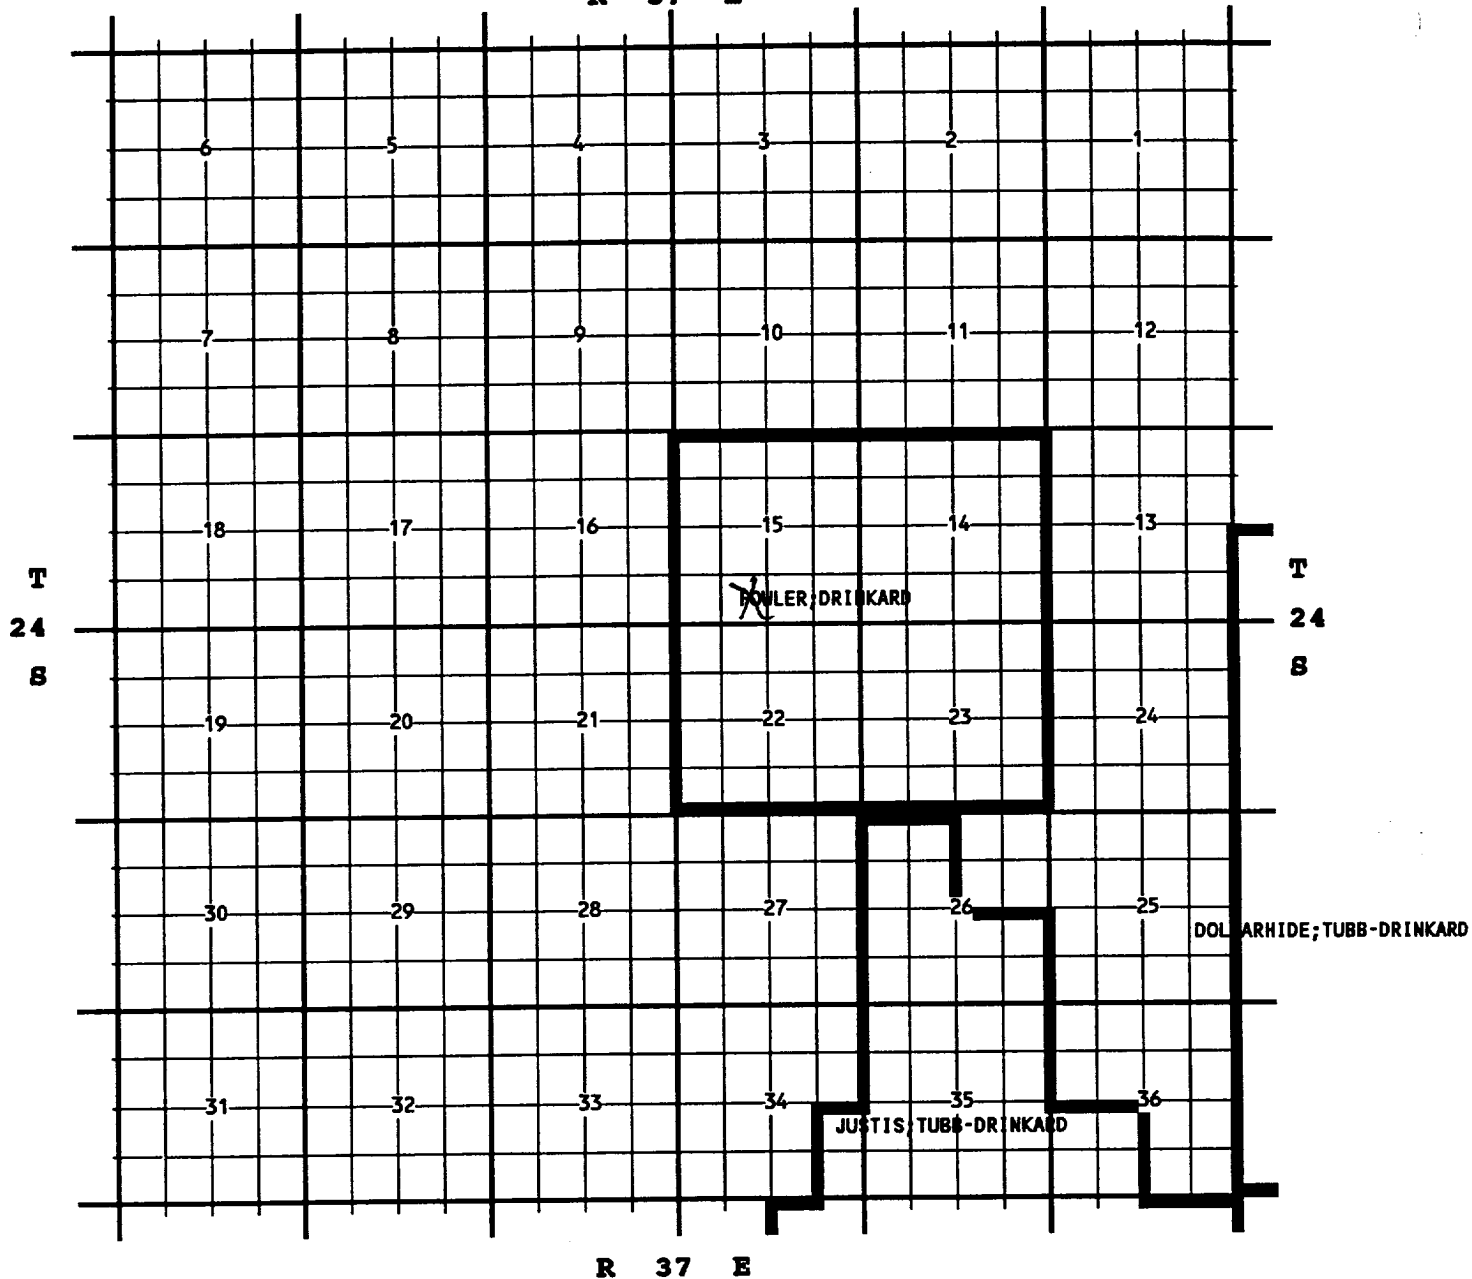 R 37 E
6 5 4 3 2 1
7 8 9 10 11 12
18 17 16 15 14 13
T
24
S
T
24
S
FOWLER;DRINKARD
19 20 21 22 23 24
30 29 28 27 26 25
DOLLARHIDE;TUBB-DRINKARD
31 32 33 34 35 36
JUSTIS;TUBB-DRINKARD
R 37 E